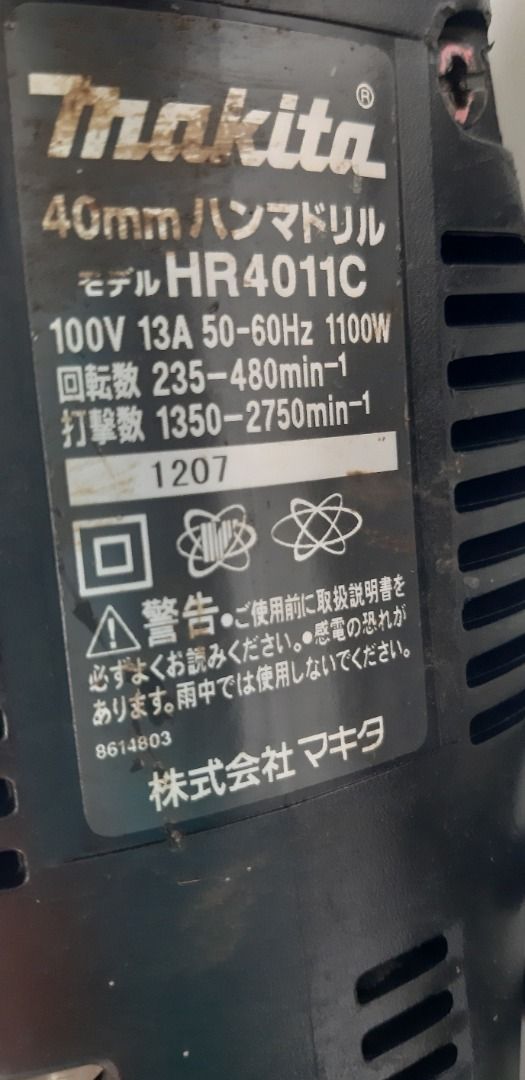 makita®
40mmハンマドリル
モデル HR4011C
100V 13A 50-60Hz 1100W
回転数 235-480min-1
打撃数 1350-2750min-1
1207
警告•ご使用前に取扱説明書を
必ずよくお読みください。•感電の恐れが
あります。雨中では使用しないでください。
8614803
株式会社 マキタ